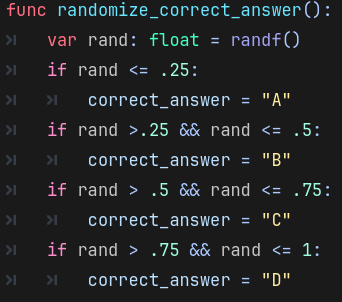 func randomize_correct_answer():
var rand: float = randf()
if rand <= .25:
correct_answer = "A"
if rand >.25 && rand <= .5:
correct_answer = "B"
if rand > .5 && rand <= .75:
correct_answer = "C"
if rand > .75 && rand <= 1:
correct_answer = "D"